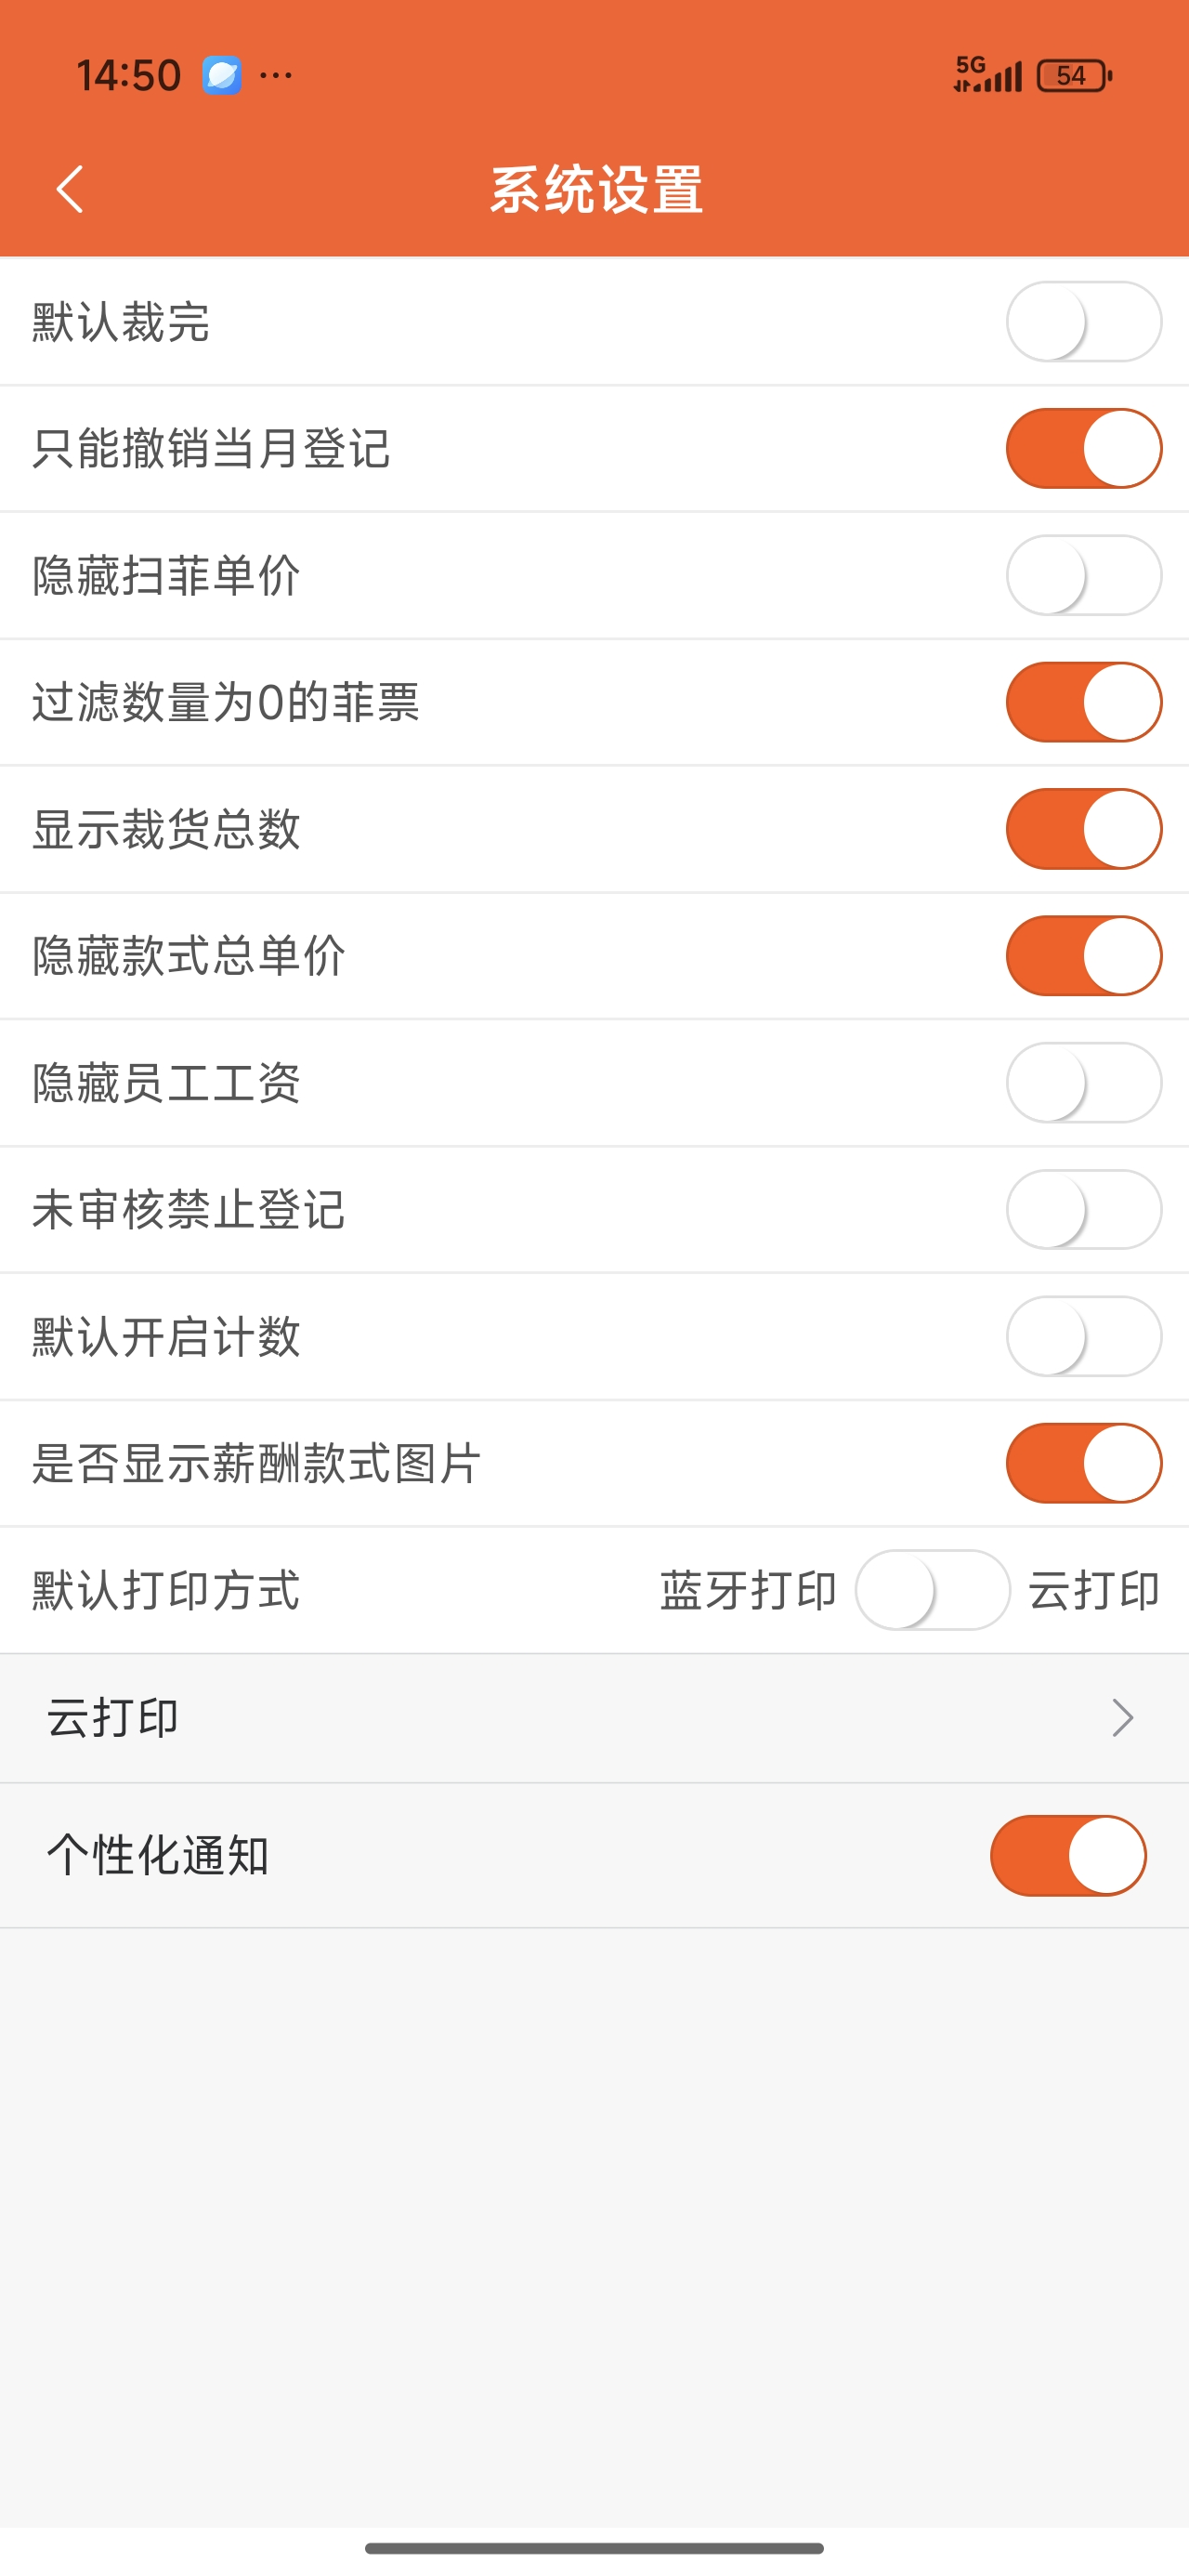 14:50 ... 5G 54
系统设置
默认裁完
只能撤销当月登记
隐藏扫菲单价
过滤数量为0的菲票
显示裁货总数
隐藏款式总单价
隐藏员工工资
未审核禁止登记
默认开启计数
是否显示薪酬款式图片
默认打印方式 蓝牙打印 云打印
云打印
个性化通知